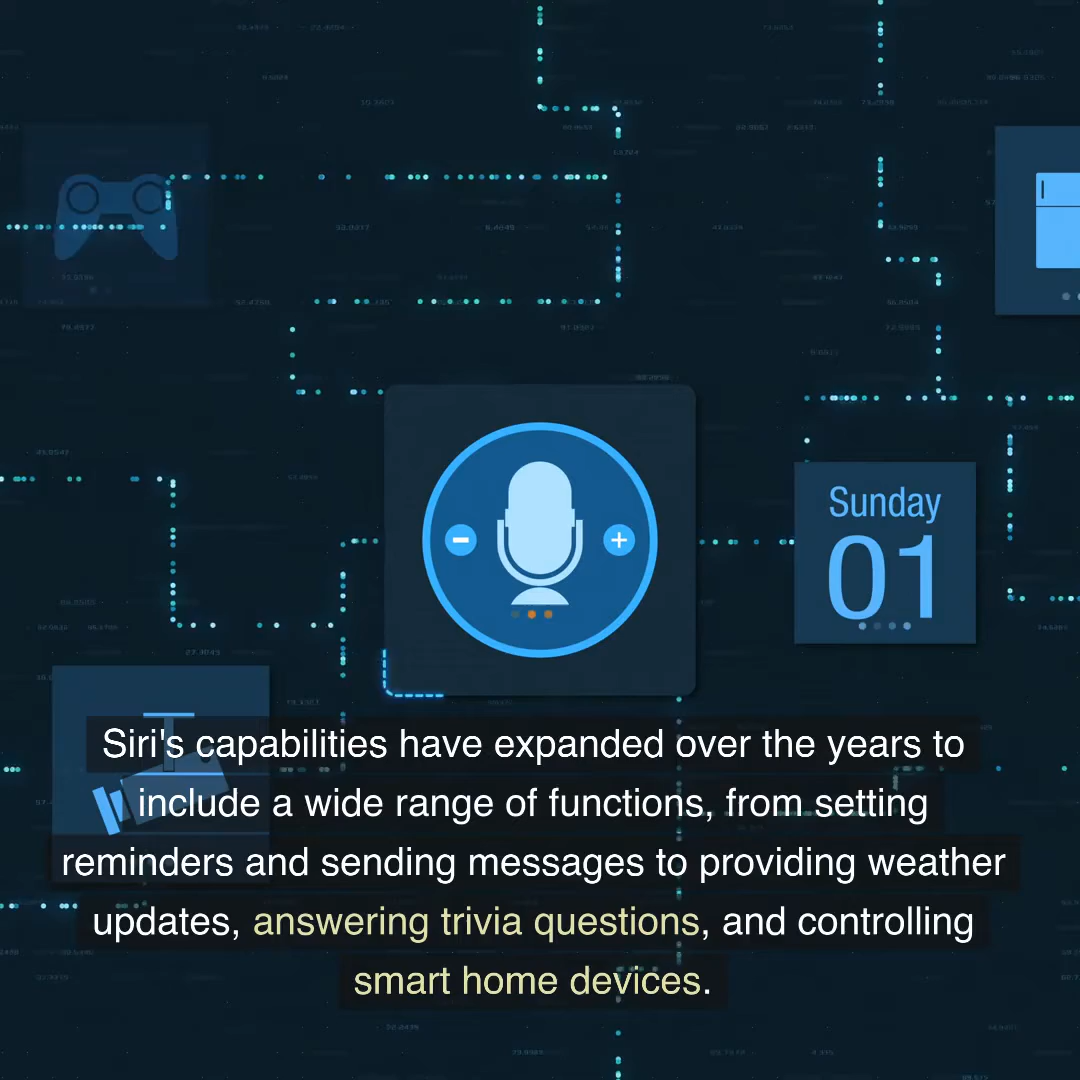 Sunday
01
Siri's capabilities have expanded over the years to
include a wide range of functions, from setting
reminders and sending messages to providing weather
updates, answering trivia questions, and controlling
smart home devices.